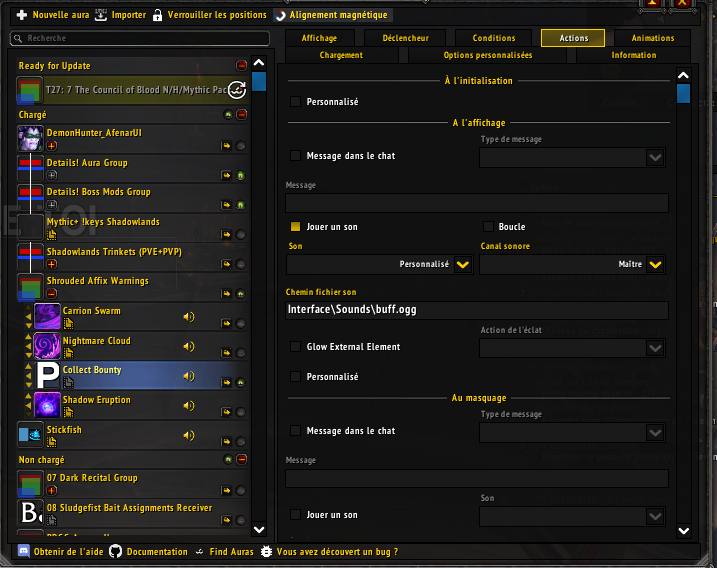 Nouvelle aura Importer Verrouiller les positions Alignement magnétique
Recherche
Ready for Update
T27: 7 The Council of Blood N/H/Mythic Pac
Chargé
DemonHunter_AfenarUI
Details! Aura Group
Details! Boss Mods Group
Mythic+ !keys Shadowlands
Shadowlands Trinkets (PVE+PVP)
Shrouded Affix Warnings
Carrion Swarm
Nightmare Cloud
P Collect Bounty
Shadow Eruption
Stickfish
Non chargé
07 Dark Recital Group
B. 08 Sludgefist Bait Assignments Receiver
Affichage Déclencheur Conditions Actions Animations
Chargement Options personnalisées Information
À l'initialisation
Personnalisé
A l'affichage
Type de message
Message dans le chat
Message
Jouer un son Boucle
Son Canal sonore
Personnalisé Maître
Chemin fichier son
Interface\Sounds\buff.ogg
Action de l'éclat
Glow External Element
Personnalisé
Au masquage
Type de message
Message dans le chat
Message
Son
Jouer un son
Obtenir de l'aide Documentation Find Auras Vous avez découvert un bug ?